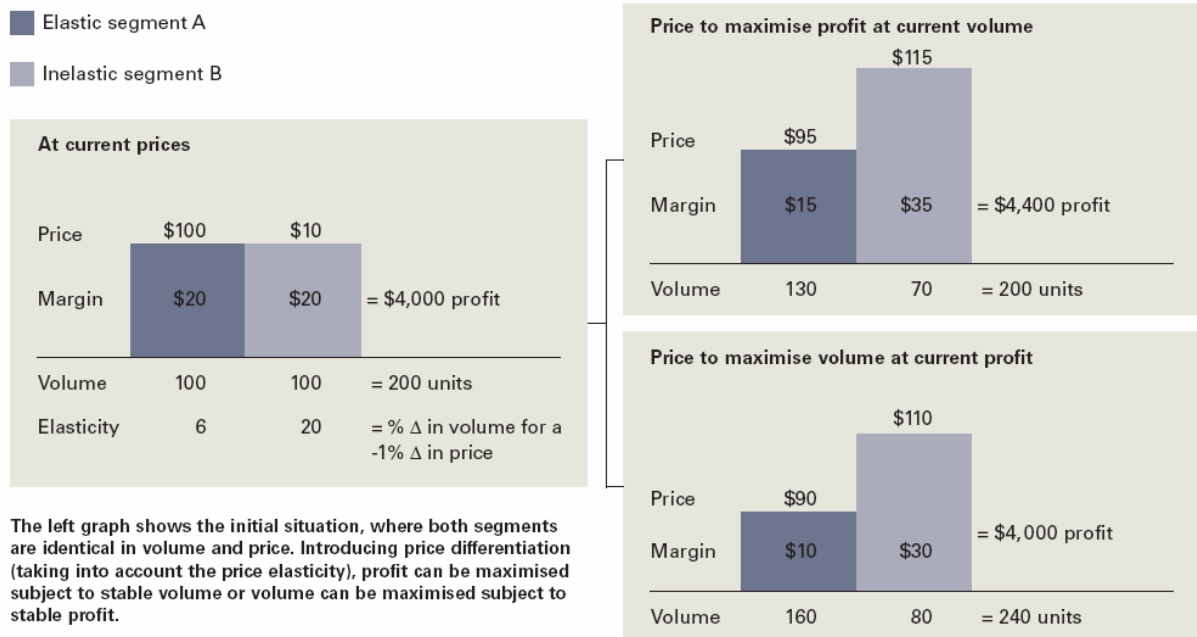 Elastic segment A
Inelastic segment B
At current prices
Price $100 $10
Margin $20 $20 = $4,000 profit
Volume 100 100 = 200 units
Elasticity 6 20 = % Δ in volume for a
-1% Δ in price
The left graph shows the initial situation, where both segments
are identical in volume and price. Introducing price differentiation
(taking into account the price elasticity), profit can be maximised
subject to stable volume or volume can be maximised subject to
stable profit.
Price to maximise profit at current volume
$115
Price $95
Margin $15 $35 = $4,400 profit
Volume 130 70 = 200 units
Price to maximise volume at current profit
$110
Price $90
= $4,000 profit
Margin $10 $30
Volume 160 80 = 240 units